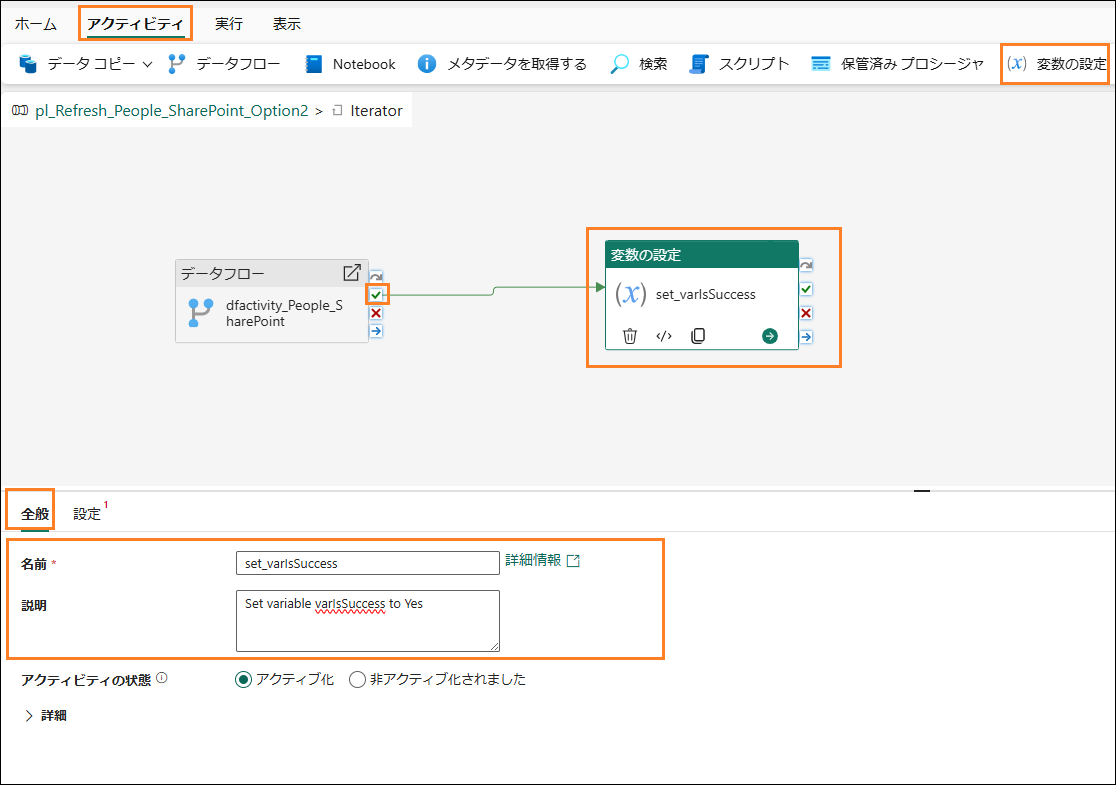 ホーム アクティビティ 実行 表示
データ コピー データフロー Notebook メタデータを取得する 検索 スクリプト 保管済み プロシージャ (x) 変数の設定
pl_Refresh_People_SharePoint_Option2 > Iterator
変数の設定
データフロー
(x) set_varIsSuccess
dfactivity_People_S
harePoint
全般 設定 1
名前 * set_varIsSuccess 詳細情報
説明 Set variable varIsSuccess to Yes
アクティビティの状態 アクティブ化 非アクティブ化されました
詳細